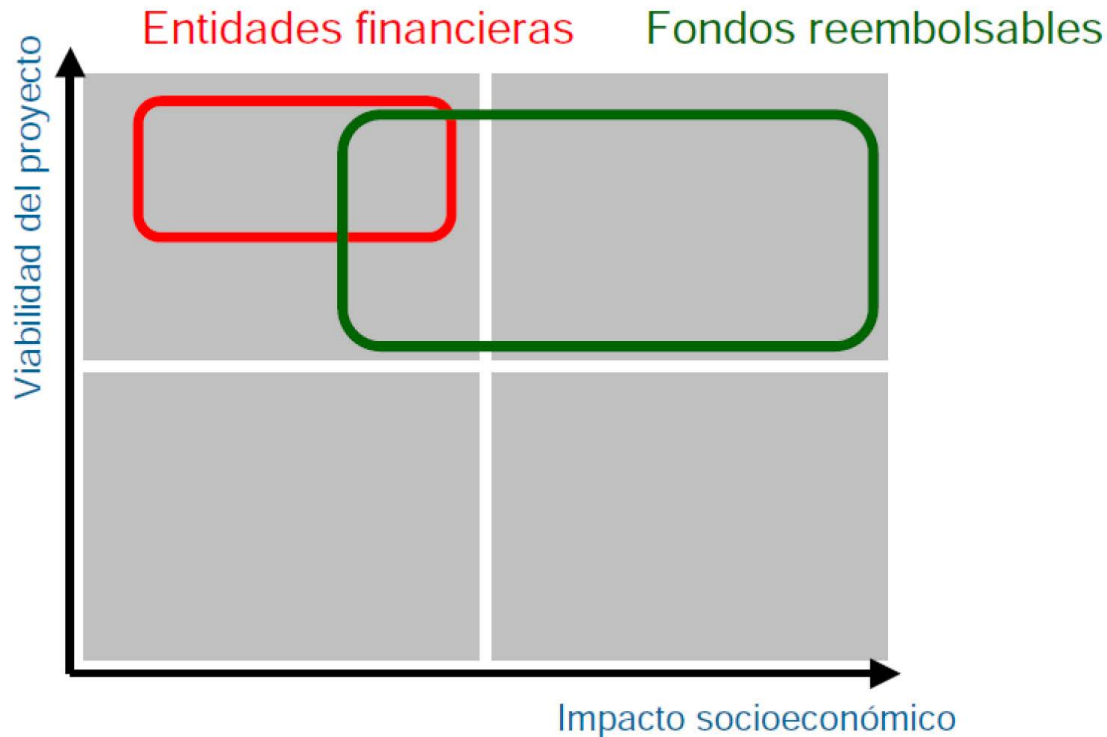 Entidades financieras
Fondos reembolsables
Viabilidad del proyecto
Impacto socioeconómico